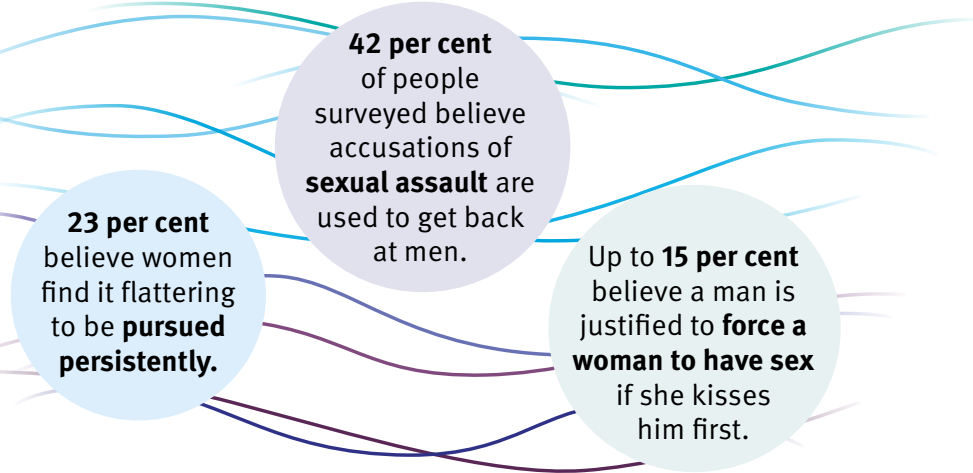 42 per cent
of people
surveyed believe
accusations of
sexual assault are
used to get back
at men.
23 per cent
believe women
find it flattering
to be pursued
persistently.
Up to 15 per cent
believe a man is
justified to force a
woman to have sex
if she kisses
him first.